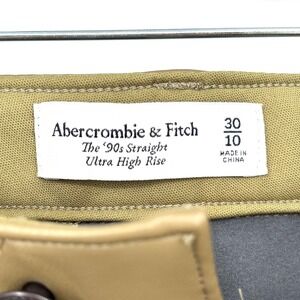 Abercrombie & Fitch
The '90s Straight
Ultra High Rise
30
10
MADE IN
CHINA